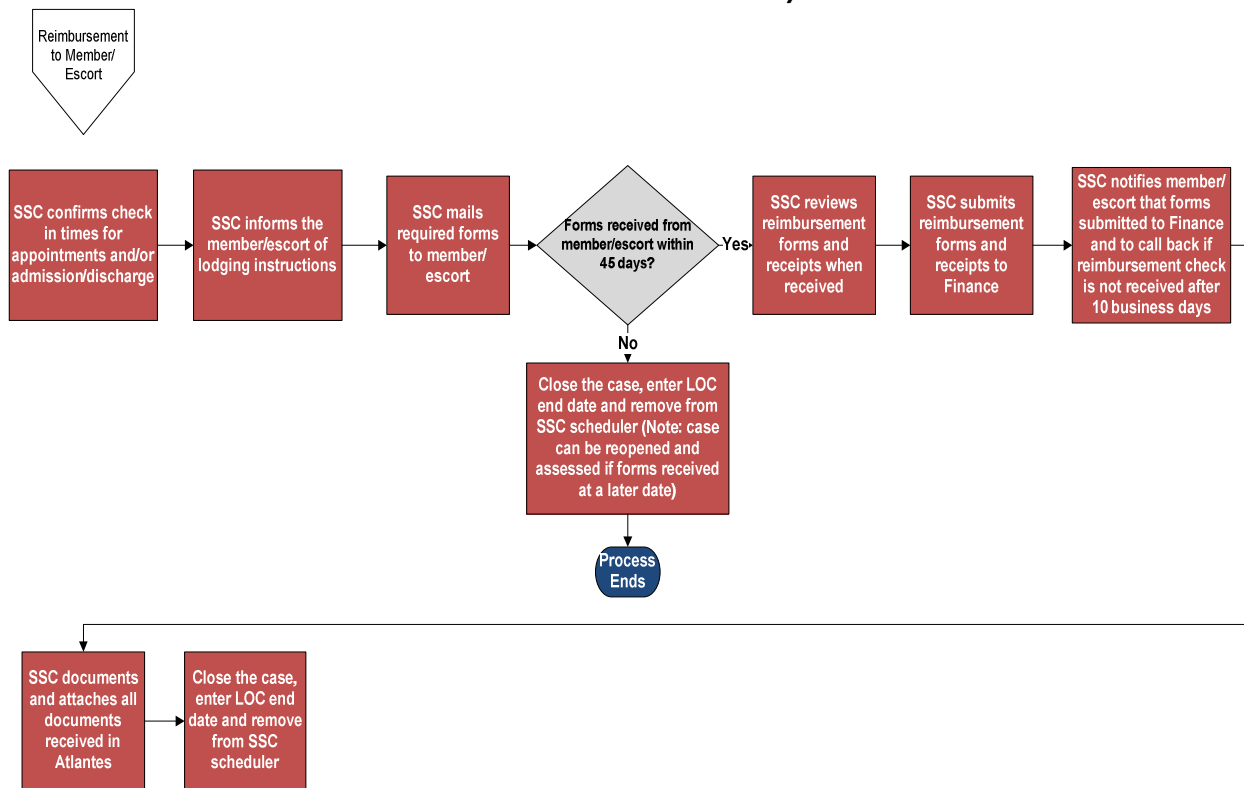 Reimbursement
to Member/
Escort
SSC confirms check
in times for
appointments and/or
admission/discharge
SSC informs the
member/escort of
lodging instructions
SSC mails
required forms
to member/
escort
Forms received from
member/escort within
45 days?
Yes
SSC reviews
reimbursement
forms and
receipts when
received
SSC submits
reimbursement
forms and
receipts to
Finance
SSC notifies member/
escort that forms
submitted to Finance
and to call back if
reimbursement check
is not received after
10 business days
No
Close the case, enter LOC
end date and remove from
SSC scheduler (Note: case
can be reopened and
assessed if forms received
at a later date)
Process
Ends
SSC documents
and attaches all
documents
received in
Atlantes
Close the case,
enter LOC end
date and remove
from SSC
scheduler